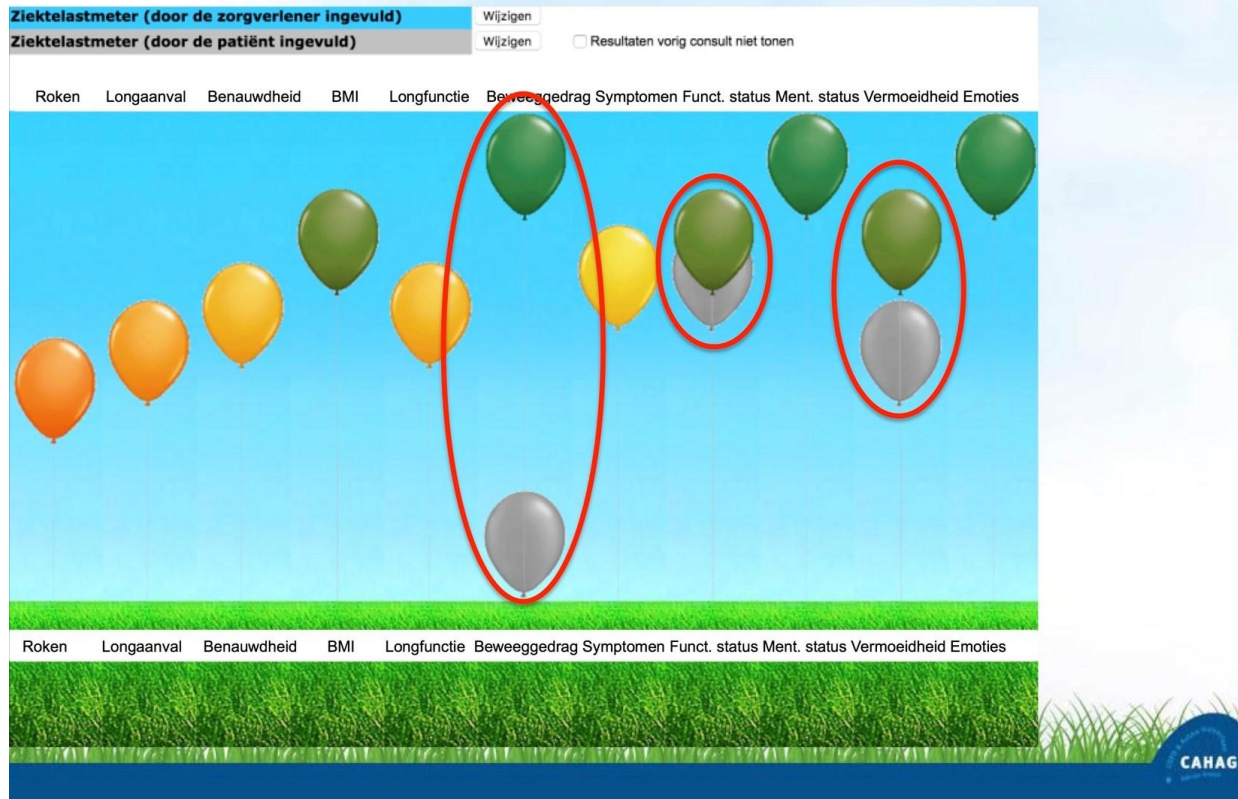 Ziektelastmeter (door de zorgverlener ingevuld) Wijzigen
Ziektelastmeter (door de patiënt ingevuld) Wijzigen Resultaten vorig consult niet tonen
Roken Longaanval Benauwdheid BMI Longfunctie Beweeggedrag Symptomen Funct. status Ment. status Vermoeidheid Emoties
Roken Longaanval Benauwdheid BMI Longfunctie Beweeggedrag Symptomen Funct. status Ment. status Vermoeidheid Emoties
CAHAG